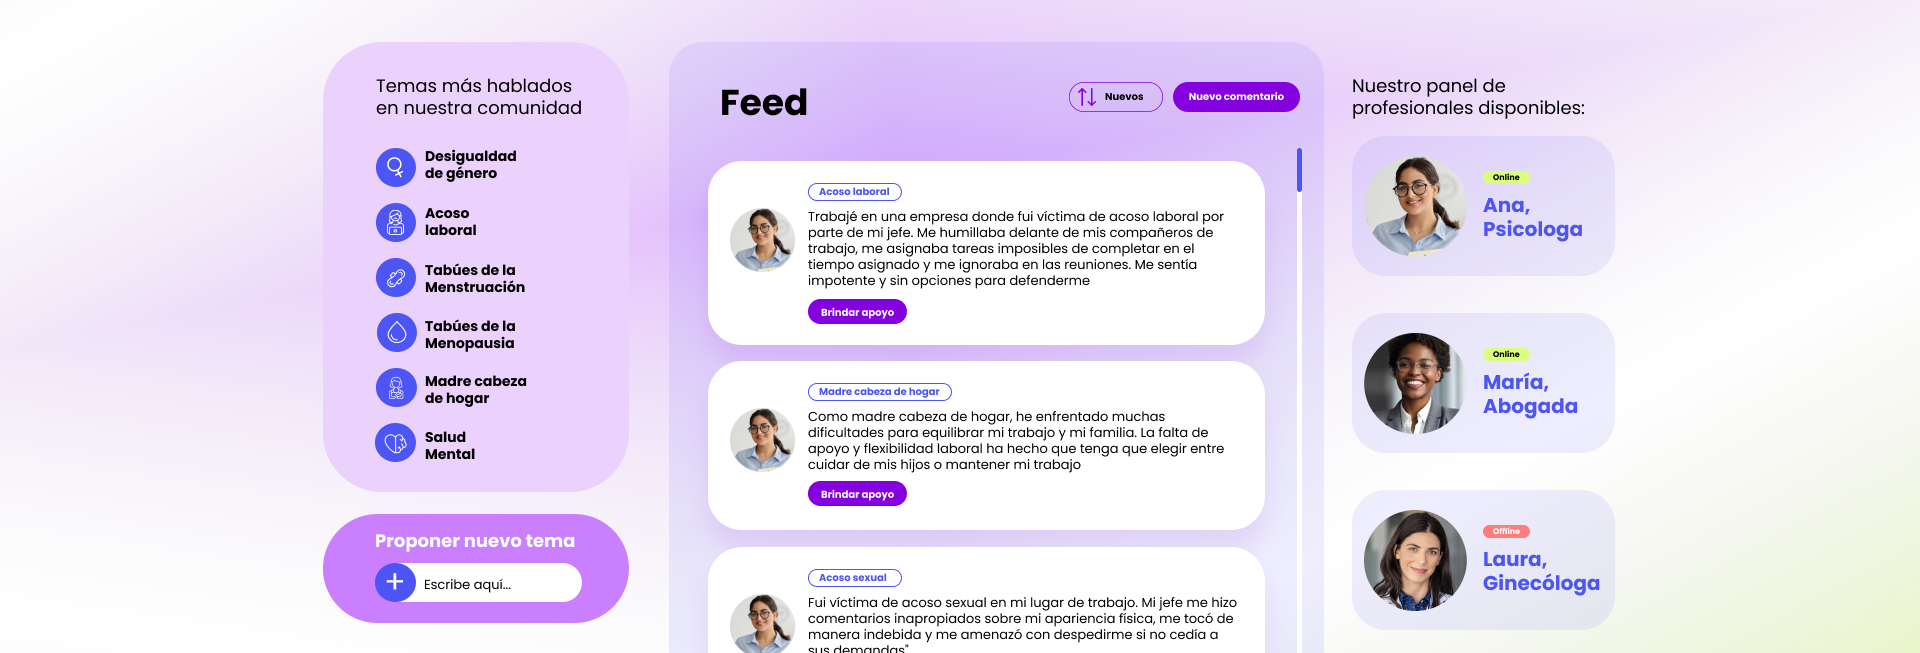 Temas más hablados
en nuestra comunidad
Desigualdad
de género
Acoso
laboral
Tabúes de la
Menstruación
Tabúes de la
Menopausia
Madre cabeza
de hogar
Salud
Mental
Proponer nuevo tema
+ Escribe aquí...
Feed
Nuevos
Nuevo comentario
Acoso laboral
Trabajé en una empresa donde fui víctima de acoso laboral por
parte de mi jefe. Me humillaba delante de mis compañeros de
trabajo, me asignaba tareas imposibles de completar en el
tiempo asignado y me ignoraba en las reuniones. Me sentía
impotente y sin opciones para defenderme
Brindar apoyo
Madre cabeza de hogar
Como madre cabeza de hogar, he enfrentado muchas
dificultades para equilibrar mi trabajo y mi familia. La falta de
apoyo y flexibilidad laboral ha hecho que tenga que elegir entre
cuidar de mis hijos o mantener mi trabajo
Brindar apoyo
Acoso sexual
Fui víctima de acoso sexual en mi lugar de trabajo. Mi jefe me hizo
comentarios inapropiados sobre mi apariencia física, me tocó de
manera indebida y me amenazó con despedirme si no cedía a
sus demandas"
Nuestro panel de
profesionales disponibles:
Online
Ana,
Psicologa
Online
María,
Abogada
Offline
Laura,
Ginecóloga